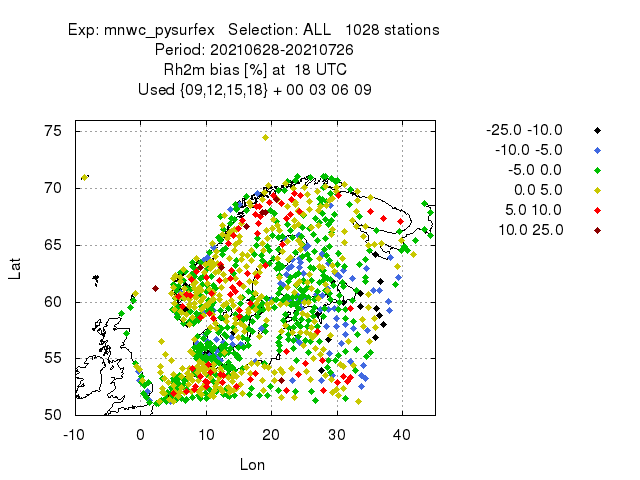 Exp: mnwc_pysurfex   Selection: ALL   1028 stations
Period: 20210628-20210726
Rh2m bias [%] at  18 UTC
Used {09,12,15,18} + 00 03 06 09
75
70
65
60
55
50
Lat
-10 0 10 20 30 40
Lon
-25.0 -10.0
-10.0 -5.0
-5.0 0.0
0.0 5.0
5.0 10.0
10.0 25.0